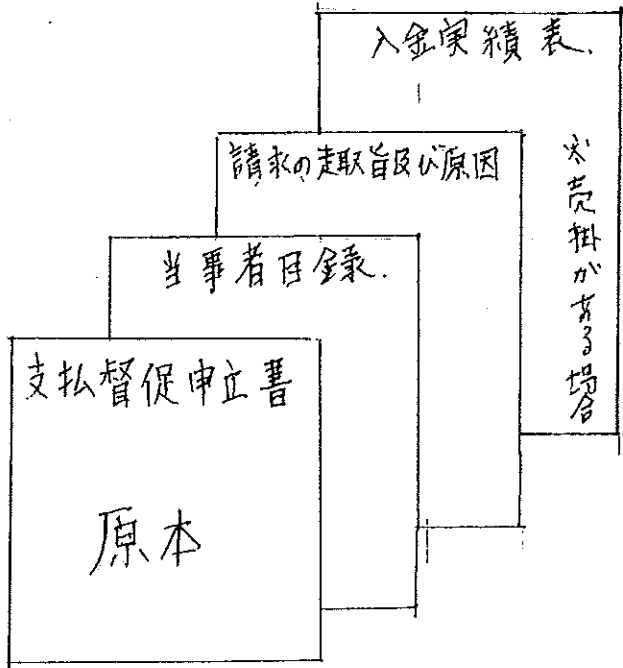 入金実績表.
※売掛がある場合
請求の趣旨及び原因
当事者目録.
支払督促申立書
原本